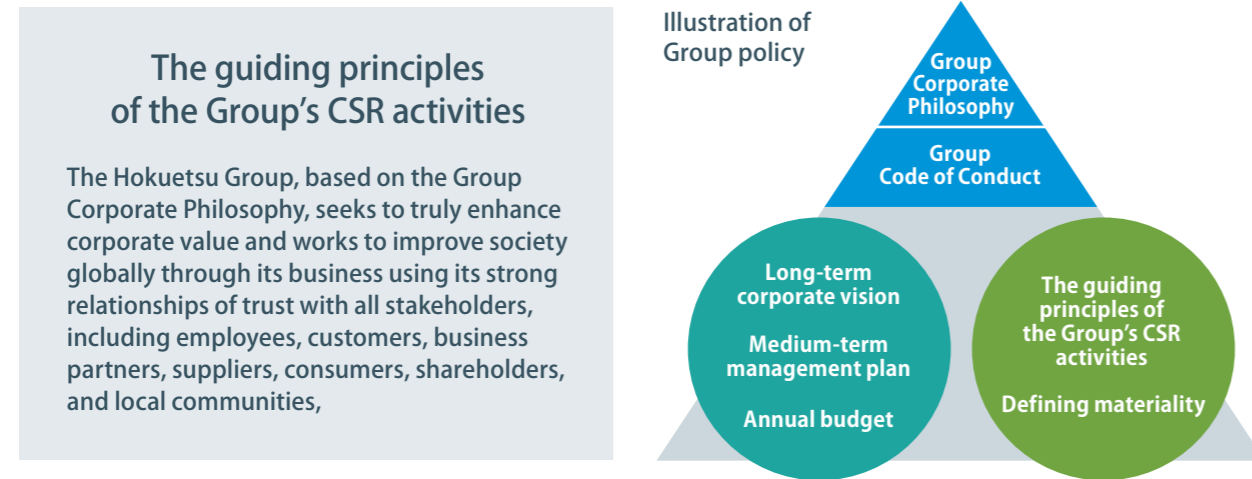 The guiding principles
of the Group's CSR activities
The Hokuetsu Group, based on the Group
Corporate Philosophy, seeks to truly enhance
corporate value and works to improve society
globally through its business using its strong
relationships of trust with all stakeholders,
including employees, customers, business
partners, suppliers, consumers, shareholders,
and local communities,
Illustration of
Group policy
Group
Corporate
Philosophy
Group
Code of Conduct
Long-term
corporate vision
Medium-term
management plan
Annual budget
The guiding
principles of
the Group's CSR
activities
Defining materiality